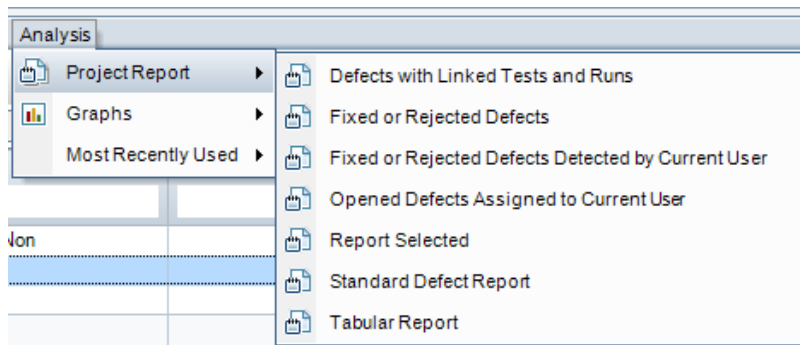 Analysis
Project Report
Graphs
Most Recently Used
Defects with Linked Tests and Runs
Fixed or Rejected Defects
Fixed or Rejected Defects Detected by Current User
Opened Defects Assigned to Current User
Report Selected
Standard Defect Report
Tabular Report
Non